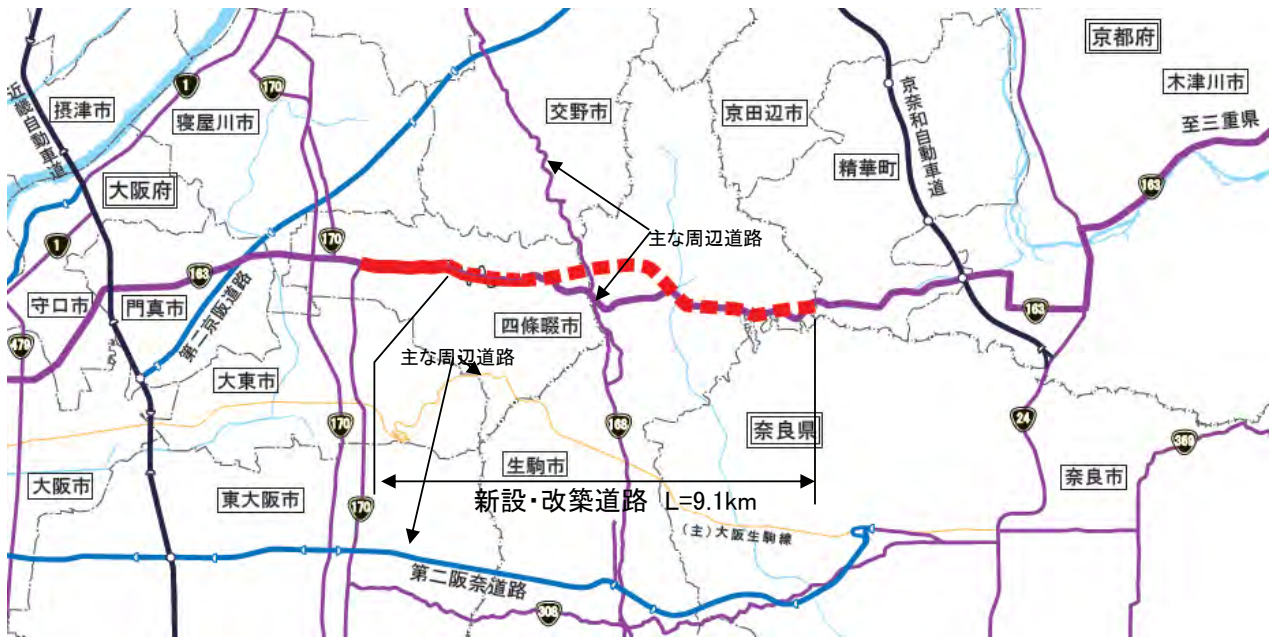 京都府
1
170
木津川市
摂津市
交野市
京田辺市
寝屋川市
至三重県
近畿自動車道
京奈和自動車道
精華町
163
大阪府
主な周辺道路
1
170
163
守口市
門真市
第二京阪道路
四條畷市
163
479
主な周辺道路
大東市
170
168
奈良県
24
369
生駒市
奈良市
大阪市
東大阪市
新設・改築道路 L=9.1km
170
(主)大阪生駒線
第二阪奈道路
308